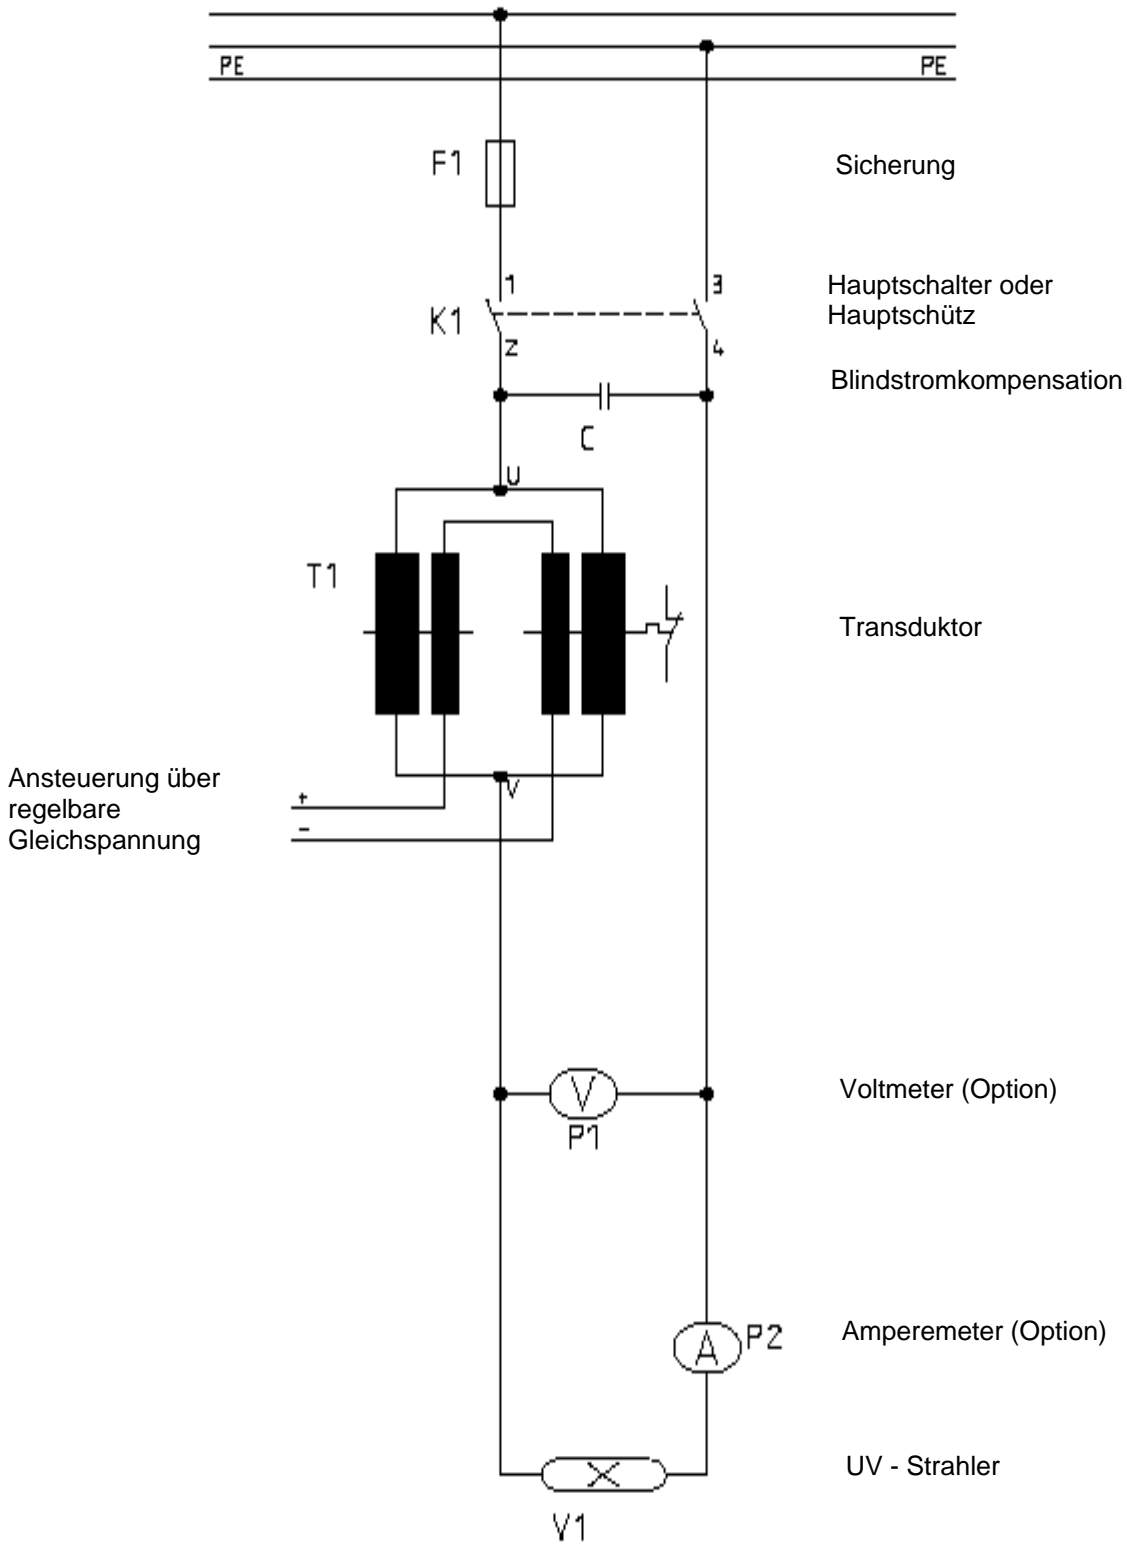 PE PE
F1 Sicherung
1 3 Hauptschalter oder
K1 Hauptschütz
2 4
Blindstromkompensation
C
U
T1
Transduktor
Ansteuerung über
regelbare
Gleichspannung
+
-
V
V Voltmeter (Option)
P1
A P2 Amperemeter (Option)
UV - Strahler
V1